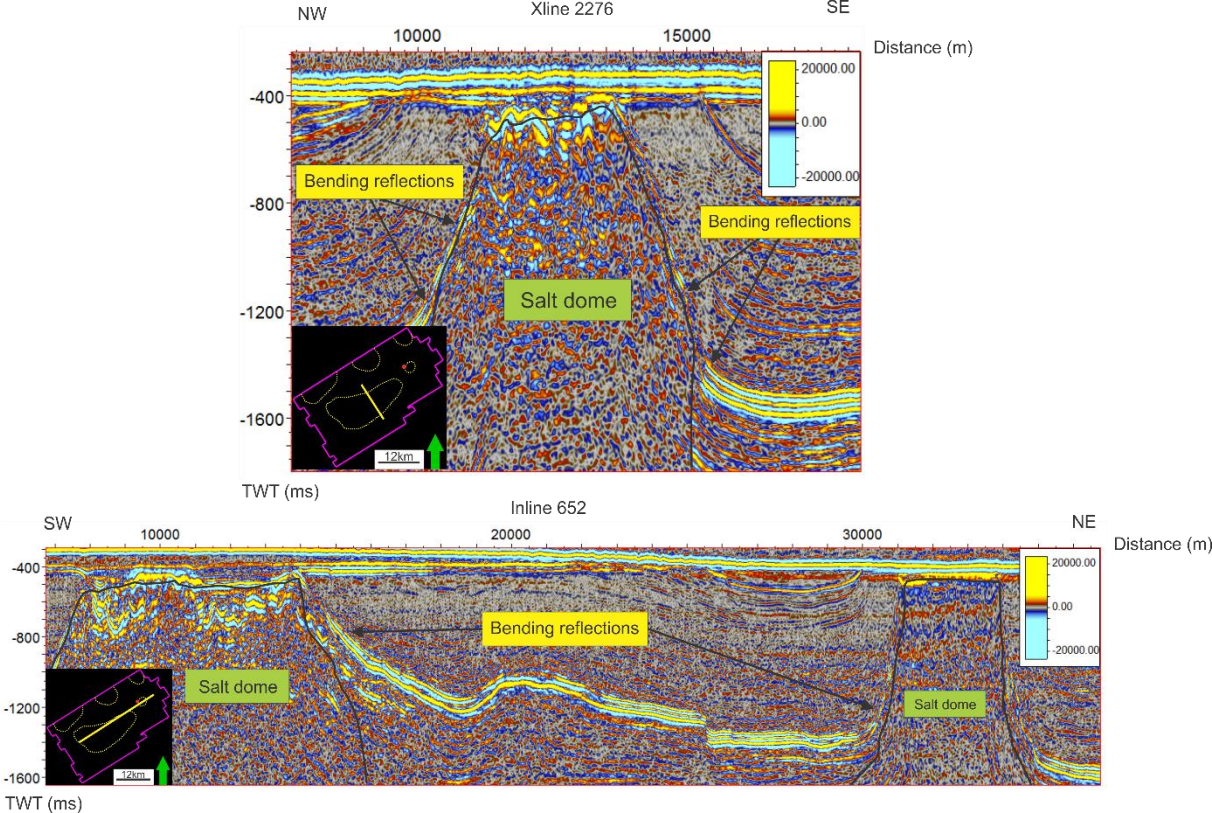 Xline 2276
NW
SE
10000
15000
Distance (m)
20000.00
0.00
-20000.00
-400
-800
-1200
-1600
Bending reflections
Bending reflections
Salt dome
12km
TWT (ms)
Inline 652
SW
NE
10000
20000
30000
Distance (m)
20000.00
0.00
-20000.00
-400
-800
-1200
-1600
Bending reflections
Salt dome
Salt dome
12km
TWT (ms)